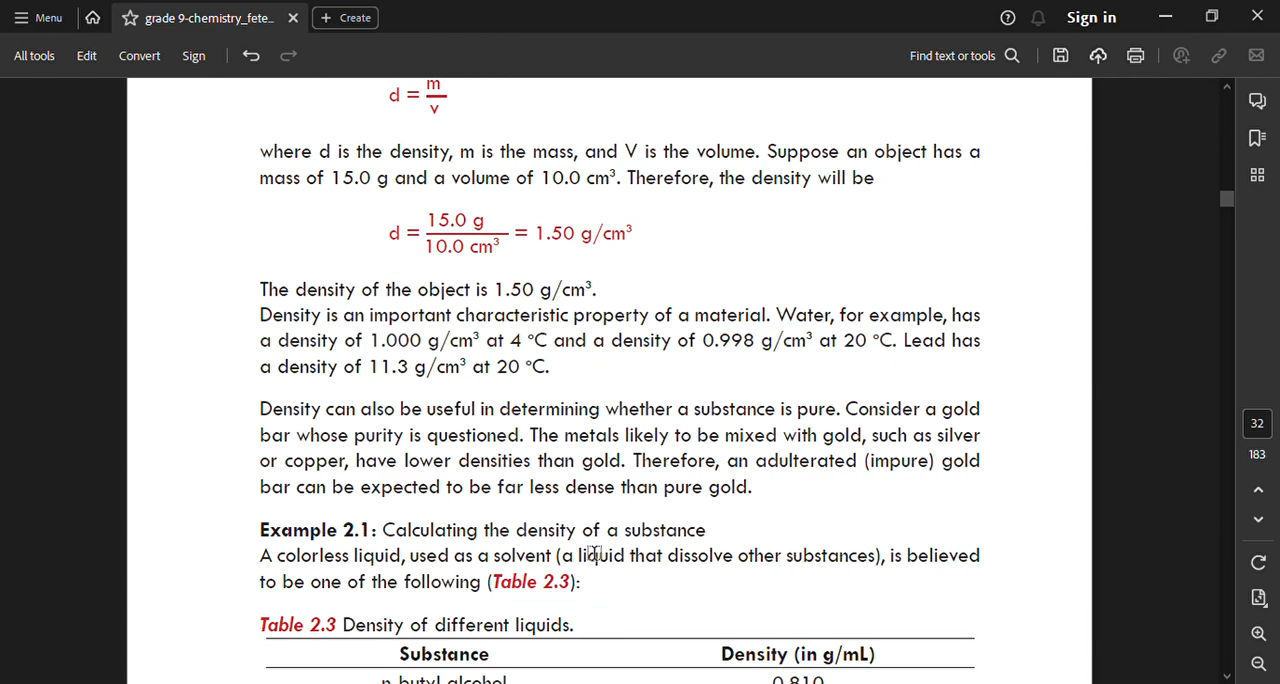 Menu
grade 9-chemistry_fete...
Create
Sign in
All tools Edit Convert Sign
Find text or tools
d = m/v
where d is the density, m is the mass, and V is the volume. Suppose an object has a
mass of 15.0 g and a volume of 10.0 cm³. Therefore, the density will be
d = 15.0 g / 10.0 cm³ = 1.50 g/cm³
The density of the object is 1.50 g/cm³.
Density is an important characteristic property of a material. Water, for example, has
a density of 1.000 g/cm³ at 4 °C and a density of 0.998 g/cm³ at 20 °C. Lead has
a density of 11.3 g/cm³ at 20 °C.
Density can also be useful in determining whether a substance is pure. Consider a gold
bar whose purity is questioned. The metals likely to be mixed with gold, such as silver
or copper, have lower densities than gold. Therefore, an adulterated (impure) gold
bar can be expected to be far less dense than pure gold.
Example 2.1: Calculating the density of a substance
A colorless liquid, used as a solvent (a liquid that dissolve other substances), is believed
to be one of the following (Table 2.3):
Table 2.3 Density of different liquids.
Substance Density (in g/mL)
n-butyl alcohol 0.810
32
183